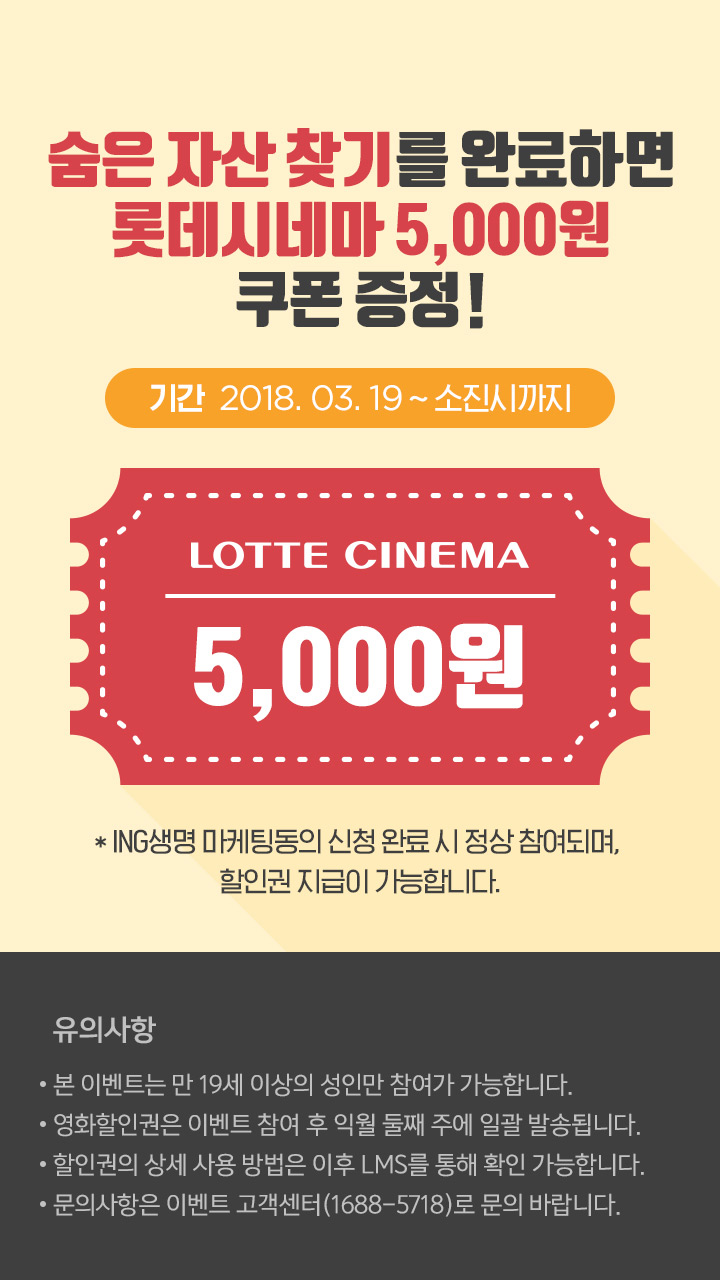 숨은 자산 찾기를 완료하면
롯데시네마 5,000원
쿠폰 증정!
기간 2018. 03. 19 ~ 소진시까지
LOTTE CINEMA
5,000원
* ING생명 마케팅동의 신청 완료 시 정상 참여되며,
할인권 지급이 가능합니다.
유의사항
• 본 이벤트는 만 19세 이상의 성인만 참여가 가능합니다.
• 영화할인권은 이벤트 참여 후 익월 둘째 주에 일괄 발송됩니다.
• 할인권의 상세 사용 방법은 이후 LMS를 통해 확인 가능합니다.
• 문의사항은 이벤트 고객센터(1688-5718)로 문의 바랍니다.